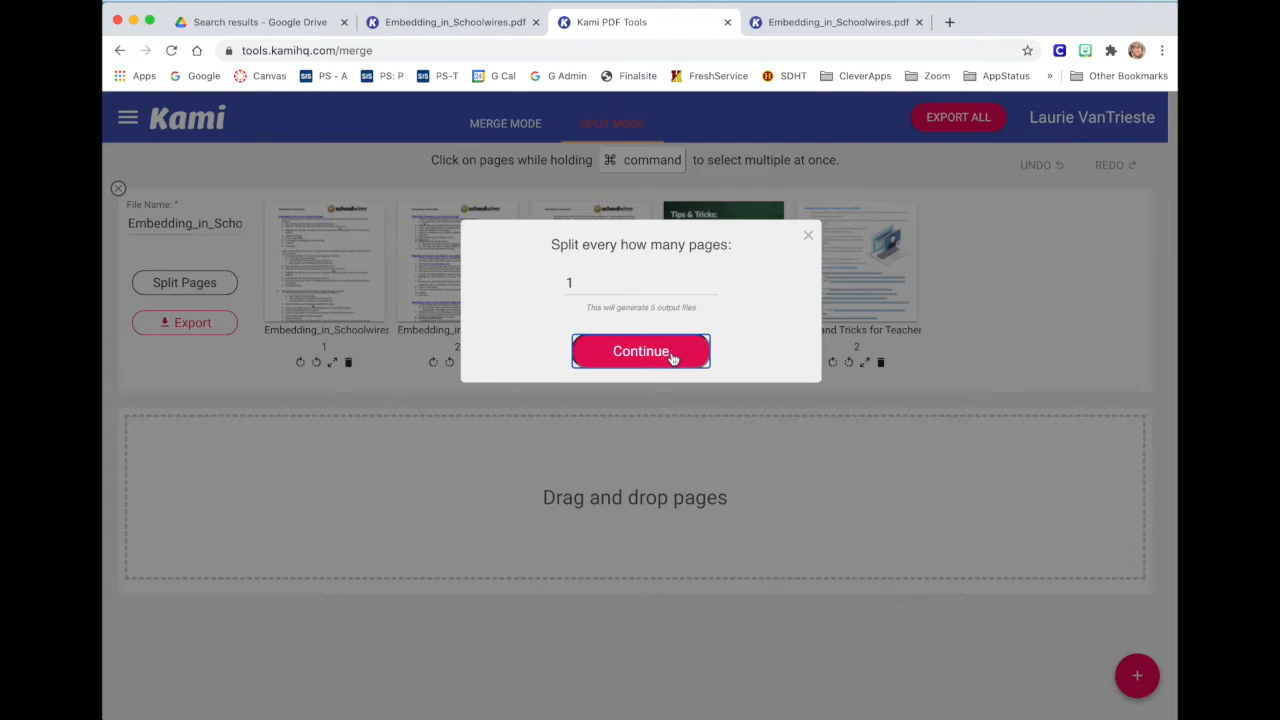 Search results - Google Drive
Embedding_in_Schoolwires.pdf
Kami PDF Tools
Embedding_in_Schoolwires.pdf
tools.kamihq.com/merge
Apps
Google
Canvas
PS - A
PS: P
PS-T
G Cal
G Admin
Finalsite
FreshService
SDHT
CleverApps
Zoom
AppStatus
»
Other Bookmarks
Kami
MERGE MODE
SPLIT MODE
EXPORT ALL
Laurie VanTrieste
Click on pages while holding ⌘ command to select multiple at once.
UNDO
REDO
File Name: *
Embedding_in_Scho
Split Pages
Export
schoolwires
schoolwires
schoolwires
Tips & Tricks:
Embedding_in_Schoolwires
1
Embedding_in
2
and Tricks for Teacher
2
Split every how many pages:
1
This will generate 5 output files
Continue
Drag and drop pages